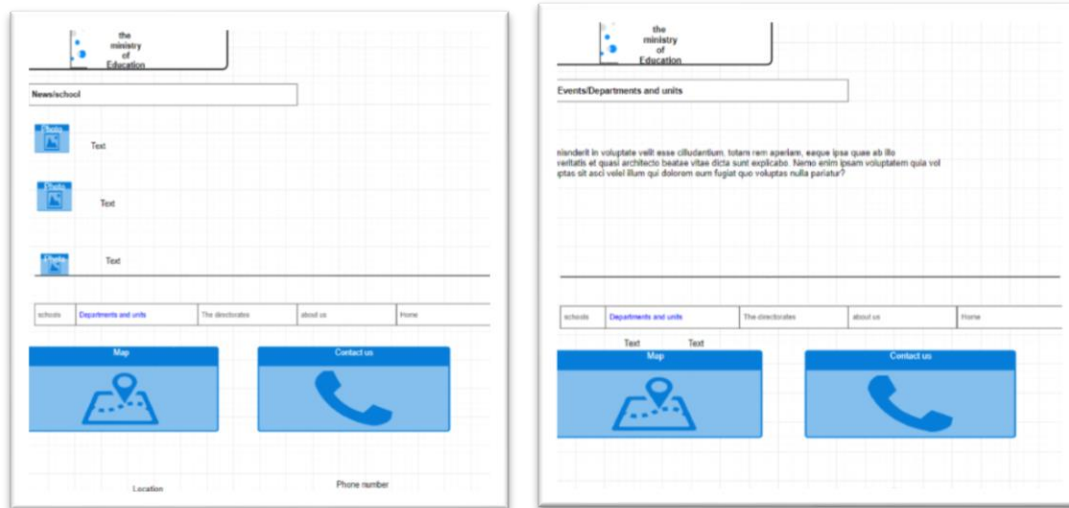 the
ministry
of
Education
News/school
Photo
Text
Photo
Text
Photo
Text
schools Departments and units The directorates about us Home
Map Contact us
Location Phone number
the
ministry
of
Education
Events/Departments and units
in voluptate velit esse cilludantium, totam rem aperiam, eaque ipsa quae ab illo
veritatis et quasi architecto beatae vitae dicta sunt explicabo. Nemo enim ipsam voluptatem quia vol
uptas sit asci velel illum qui dolorem eum fugiat quo voluptas nulla pariatur?
schools Departments and units The directorates about us Home
Text Text
Map Contact us